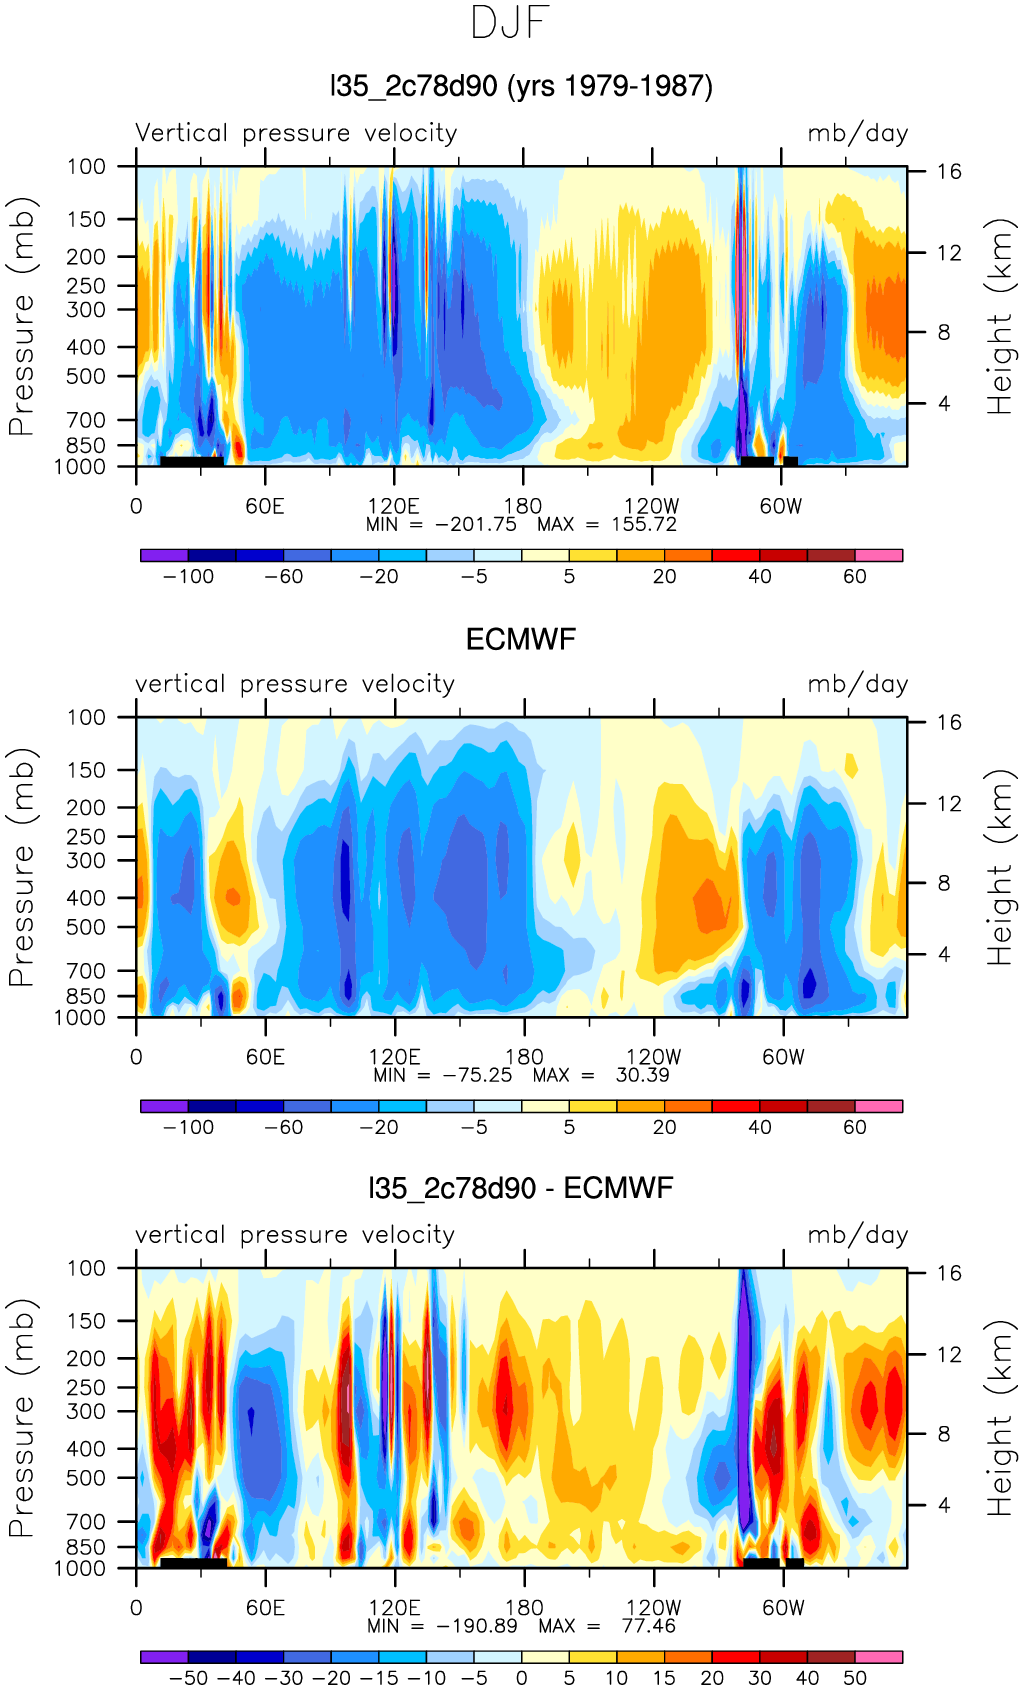 DJF
l35_2c78d90 (yrs 1979-1987)
Vertical pressure velocity mb/day
Pressure (mb)
100
150
200
250
300
400
500
700
850
1000
16
12
8
4
Height (km)
0 60E 120E 180 120W 60W
MIN = -201.75 MAX = 155.72
-100 -60 -20 -5 5 20 40 60
ECMWF
vertical pressure velocity mb/day
Pressure (mb)
100
150
200
250
300
400
500
700
850
1000
16
12
8
4
Height (km)
0 60E 120E 180 120W 60W
MIN = -75.25 MAX = 30.39
-100 -60 -20 -5 5 20 40 60
l35_2c78d90 - ECMWF
vertical pressure velocity mb/day
Pressure (mb)
100
150
200
250
300
400
500
700
850
1000
16
12
8
4
Height (km)
0 60E 120E 180 120W 60W
MIN = -190.89 MAX = 77.46
-50 -40 -30 -20 -15 -10 -5 0 5 10 15 20 30 40 50